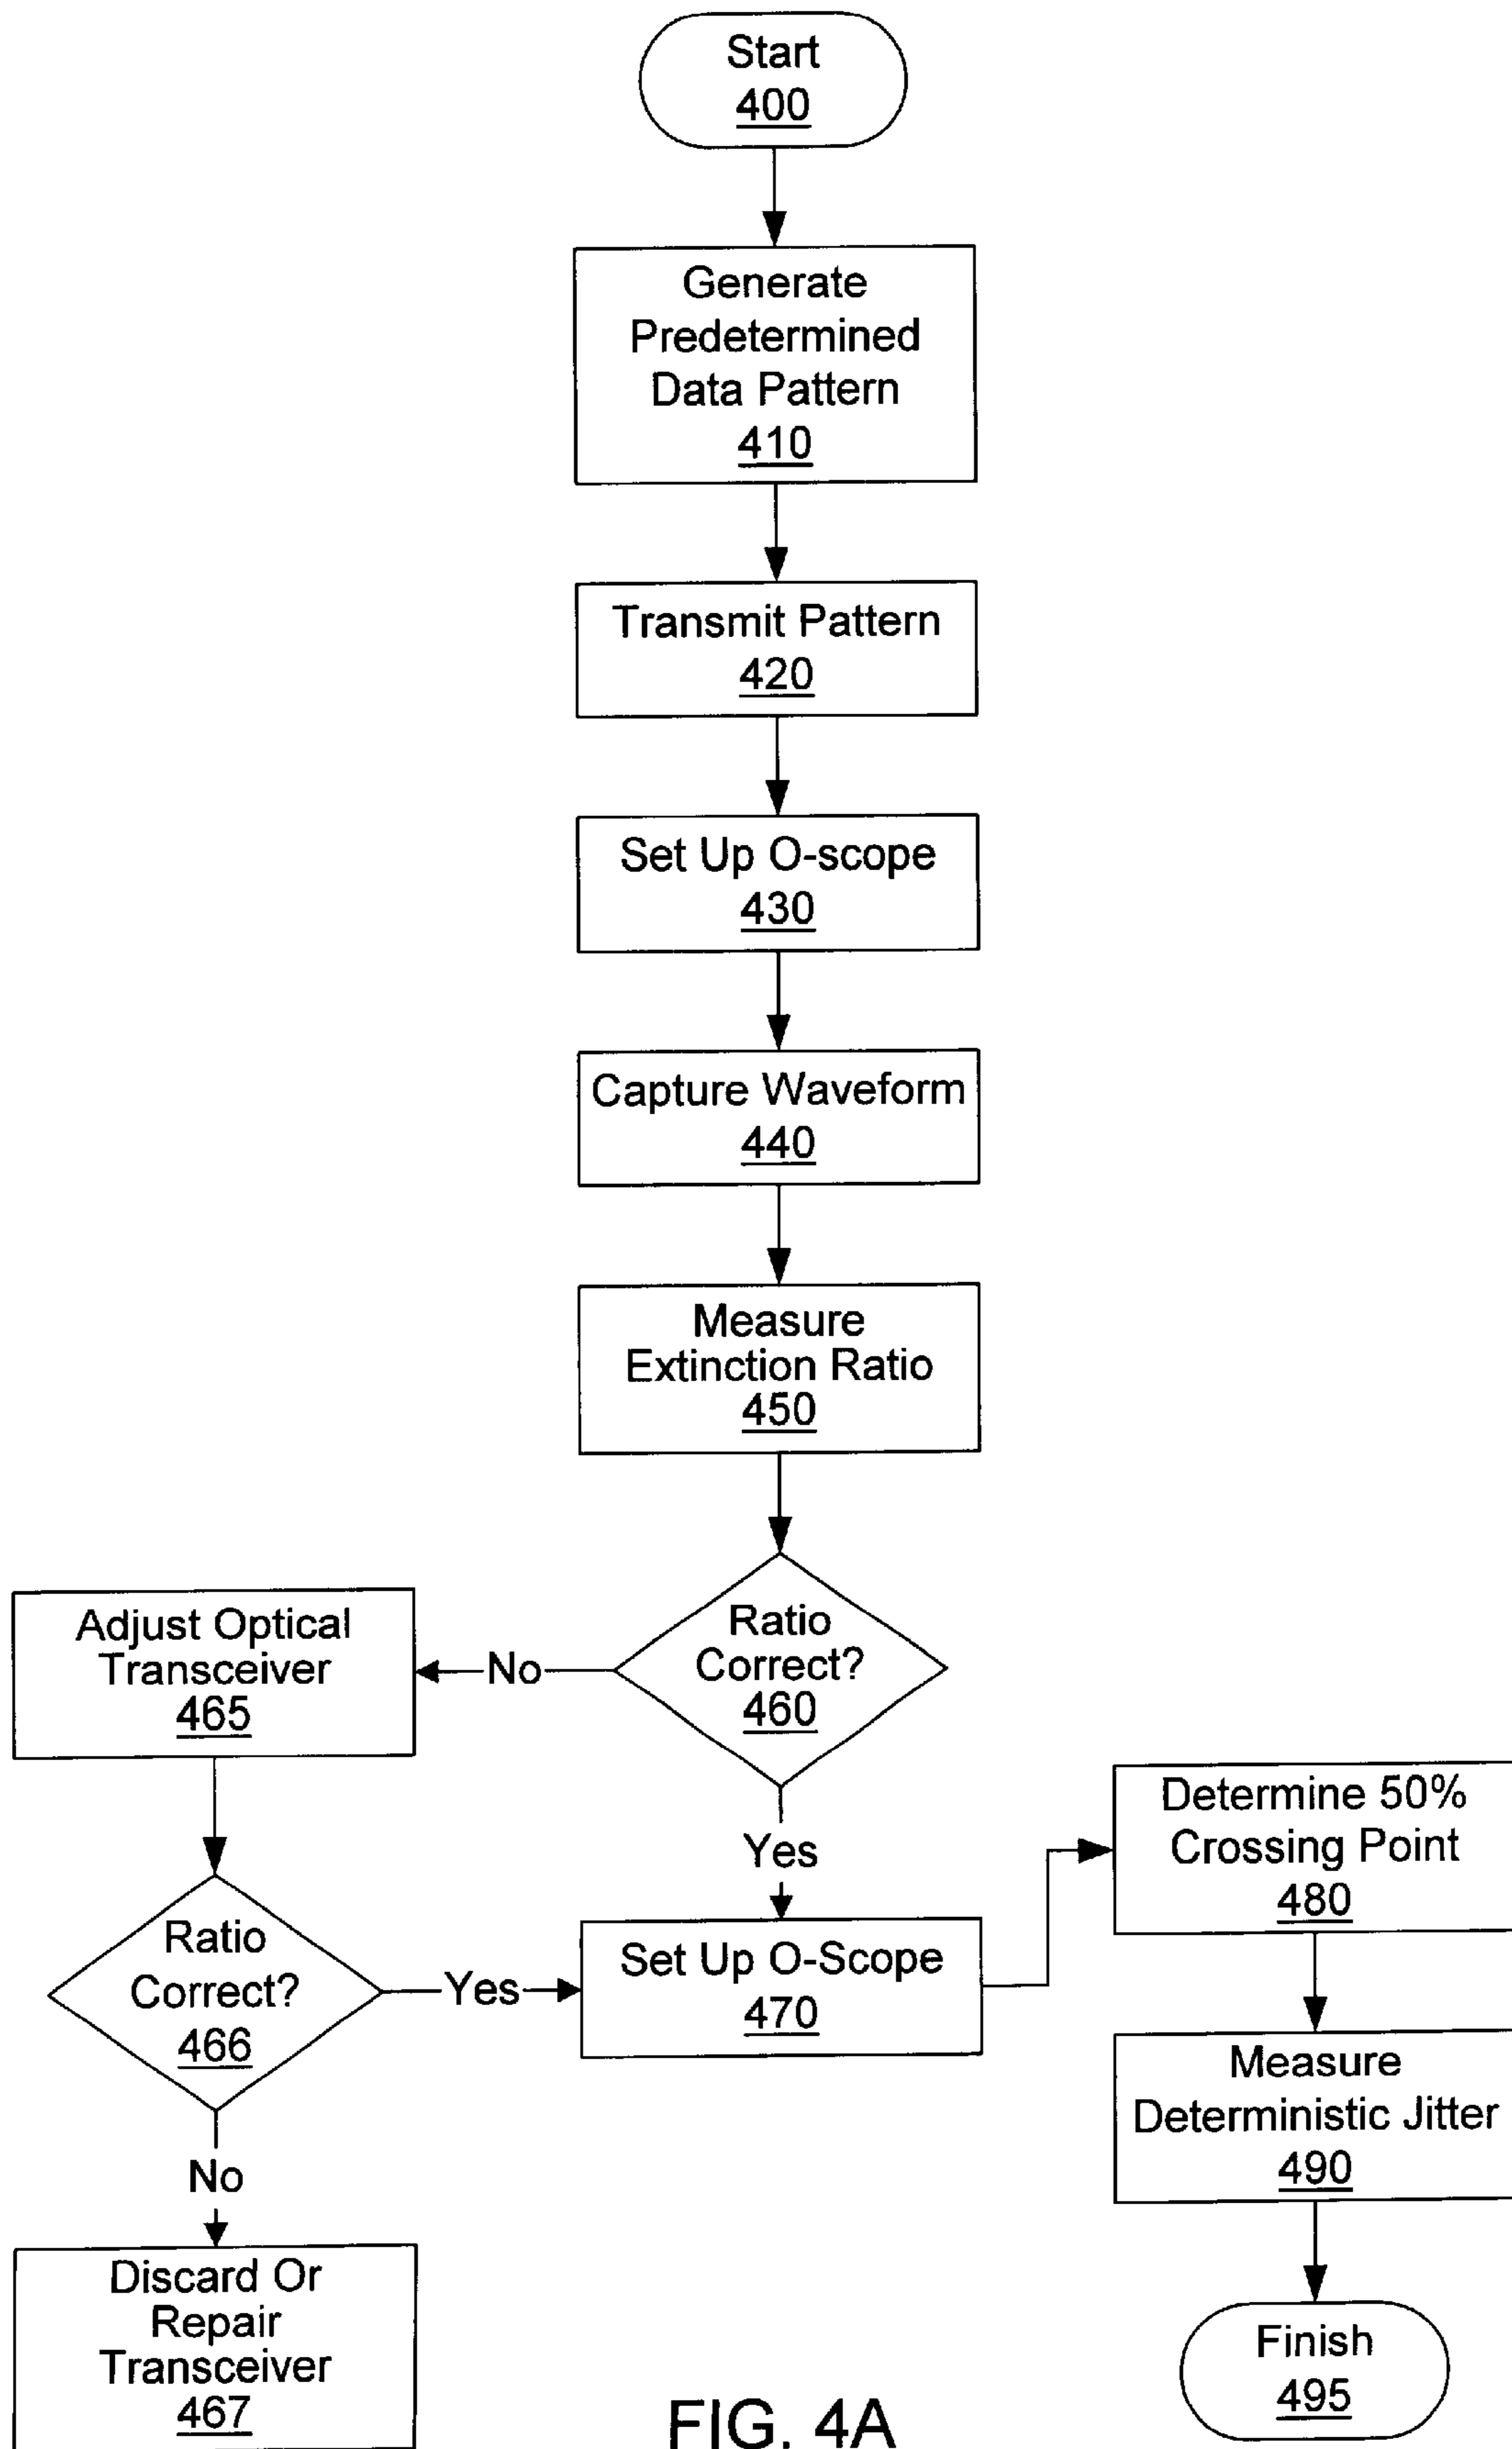 Start
400
Generate
Predetermined
Data Pattern
410
Transmit Pattern
420
Set Up O-scope
430
Capture Waveform
440
Measure
Extinction Ratio
450
Ratio
Correct?
460
No
Adjust Optical
Transceiver
465
Yes
Ratio
Correct?
466
Yes
No
Discard Or
Repair
Transceiver
467
Set Up O-Scope
470
Determine 50%
Crossing Point
480
Measure
Deterministic Jitter
490
Finish
495
FIG. 4A